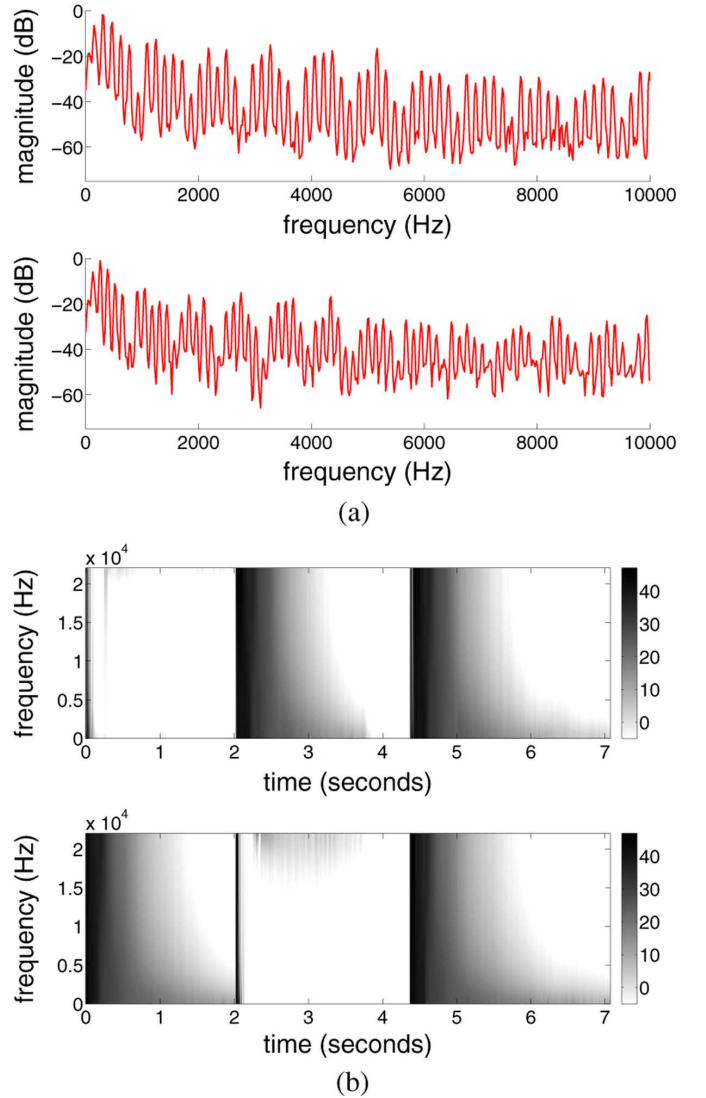 magnitude (dB)
0
−20
−40
−60
0 2000 4000 6000 8000 10000
frequency (Hz)
magnitude (dB)
0
−20
−40
−60
0 2000 4000 6000 8000 10000
frequency (Hz)
(a)
x 10^4
frequency (Hz)
2
1.5
1
0.5
0
0 1 2 3 4 5 6 7
time (seconds)
40
30
20
10
0
x 10^4
frequency (Hz)
2
1.5
1
0.5
0
0 1 2 3 4 5 6 7
time (seconds)
40
30
20
10
0
(b)